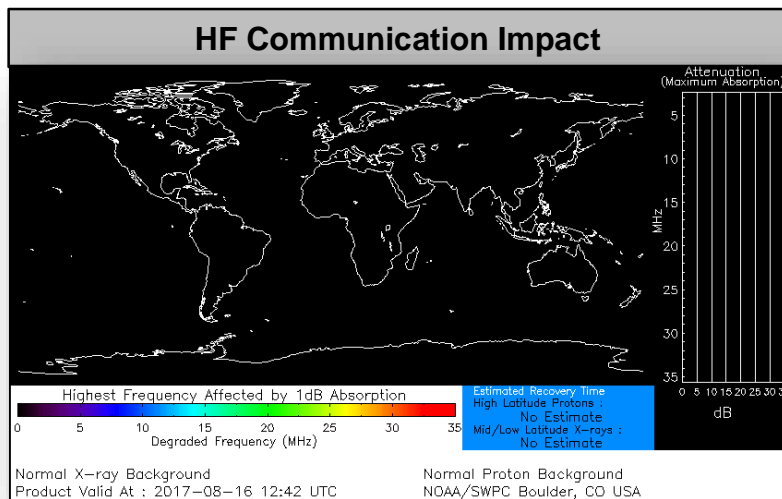 HF Communication Impact
Attenuation
(Maximum Absorption)
5
10
15
20
25
30
35
MHz
0 5 10 15 20 25 30
dB
Highest Frequency Affected by 1dB Absorption
0 5 10 15 20 25 30 35
Degraded Frequency (MHz)
Estimated Recovery Time
High Latitude Protons :
No Estimate
Mid/Low Latitude X-rays :
No Estimate
Normal X-ray Background
Normal Proton Background
Product Valid At : 2017-08-16 12:42 UTC
NOAA/SWPC Boulder, CO USA